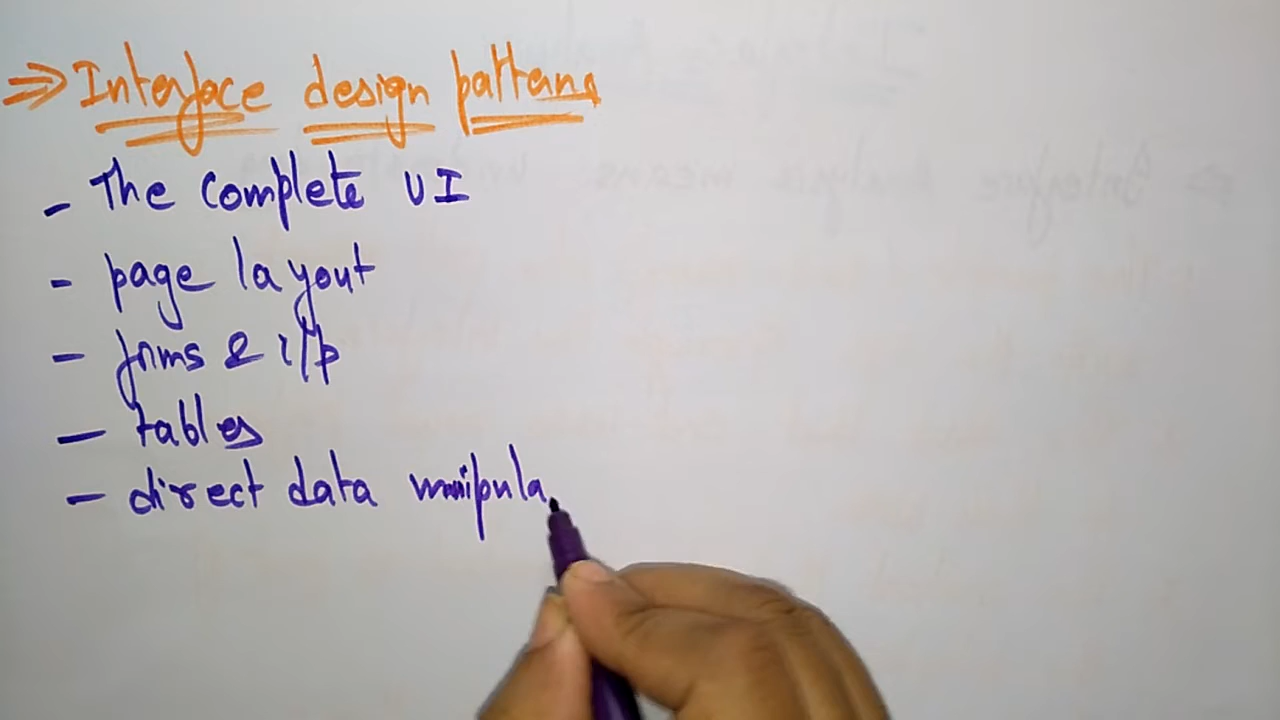 ⇒ Interface design patterns
- The complete UI
- page layout
- forms & i/p
- tables
- direct data manipula